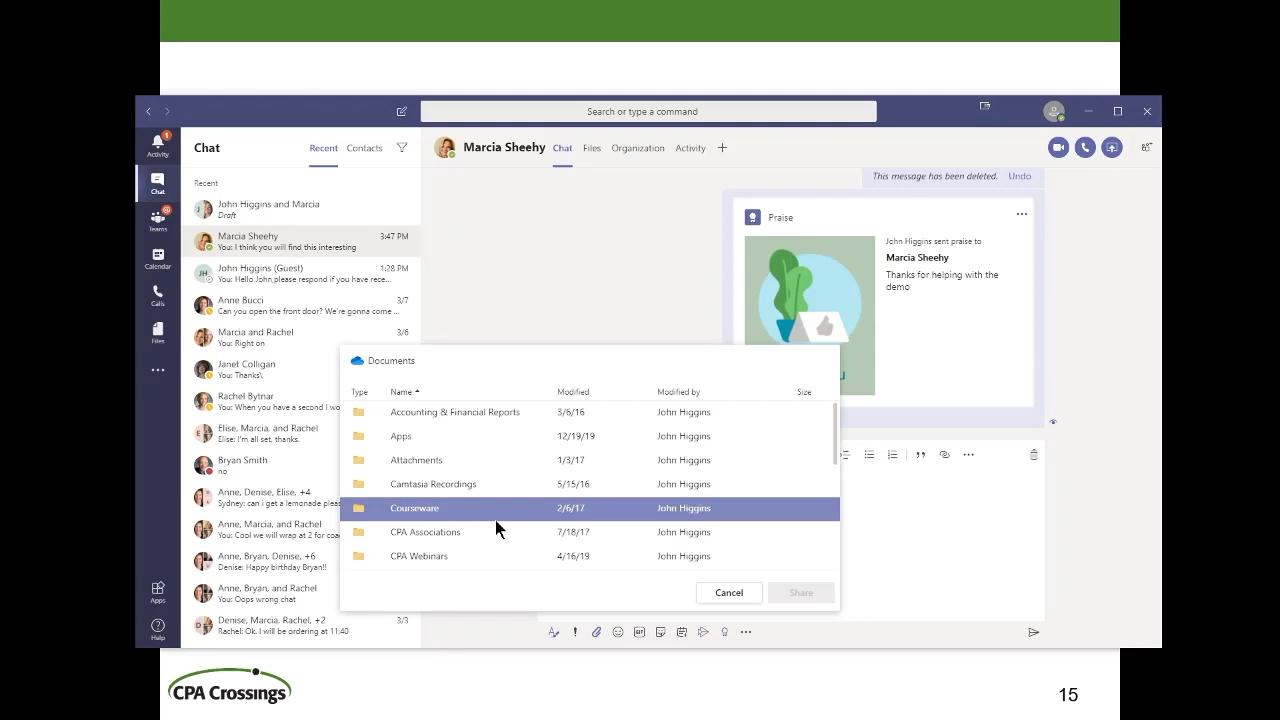 Search or type a command
Activity
Chat
Teams
Calendar
Calls
Files
Apps
Help
Chat
Recent
Contacts
Recent
John Higgins and Marcia
Draft
Marcia Sheehy
3:47 PM
You: I think you will find this interesting
John Higgins (Guest)
1:28 PM
You: Hello John,please respond if you have rece...
Anne Bucci
3/7
Can you open the front door? We're gonna come ...
Marcia and Rachel
3/6
You: Right on
Janet Colligan
You: Thanks\
Rachel Bytnar
You: When you have a second I wo
Elise, Marcia, and Rachel
Elise: I'm all set, thanks.
Bryan Smith
no
Anne, Denise, Elise, +4
Sydney: can i get a lemonade pleas
Anne, Marcia, and Rachel
You: Cool we will wrap at 2 for coa
Anne, Bryan, Denise, +6
Denise: Happy birthday Bryan!!
Anne, Bryan, and Rachel
You: Oops wrong chat
Denise, Marcia, Rachel, +2
3/3
Rachel: Ok. I will be ordering at 11:40
Marcia Sheehy
Chat
Files
Organization
Activity
This message has been deleted. Undo
Praise
John Higgins sent praise to
Marcia Sheehy
Thanks for helping with the
demo
Documents
Type Name Modified Modified by Size
Accounting & Financial Reports 3/6/16 John Higgins
Apps 12/19/19 John Higgins
Attachments 1/3/17 John Higgins
Camtasia Recordings 5/15/16 John Higgins
Courseware 2/6/17 John Higgins
CPA Associations 7/18/17 John Higgins
CPA Webinars 4/16/19 John Higgins
Cancel
Share
GIF
CPA Crossings
15